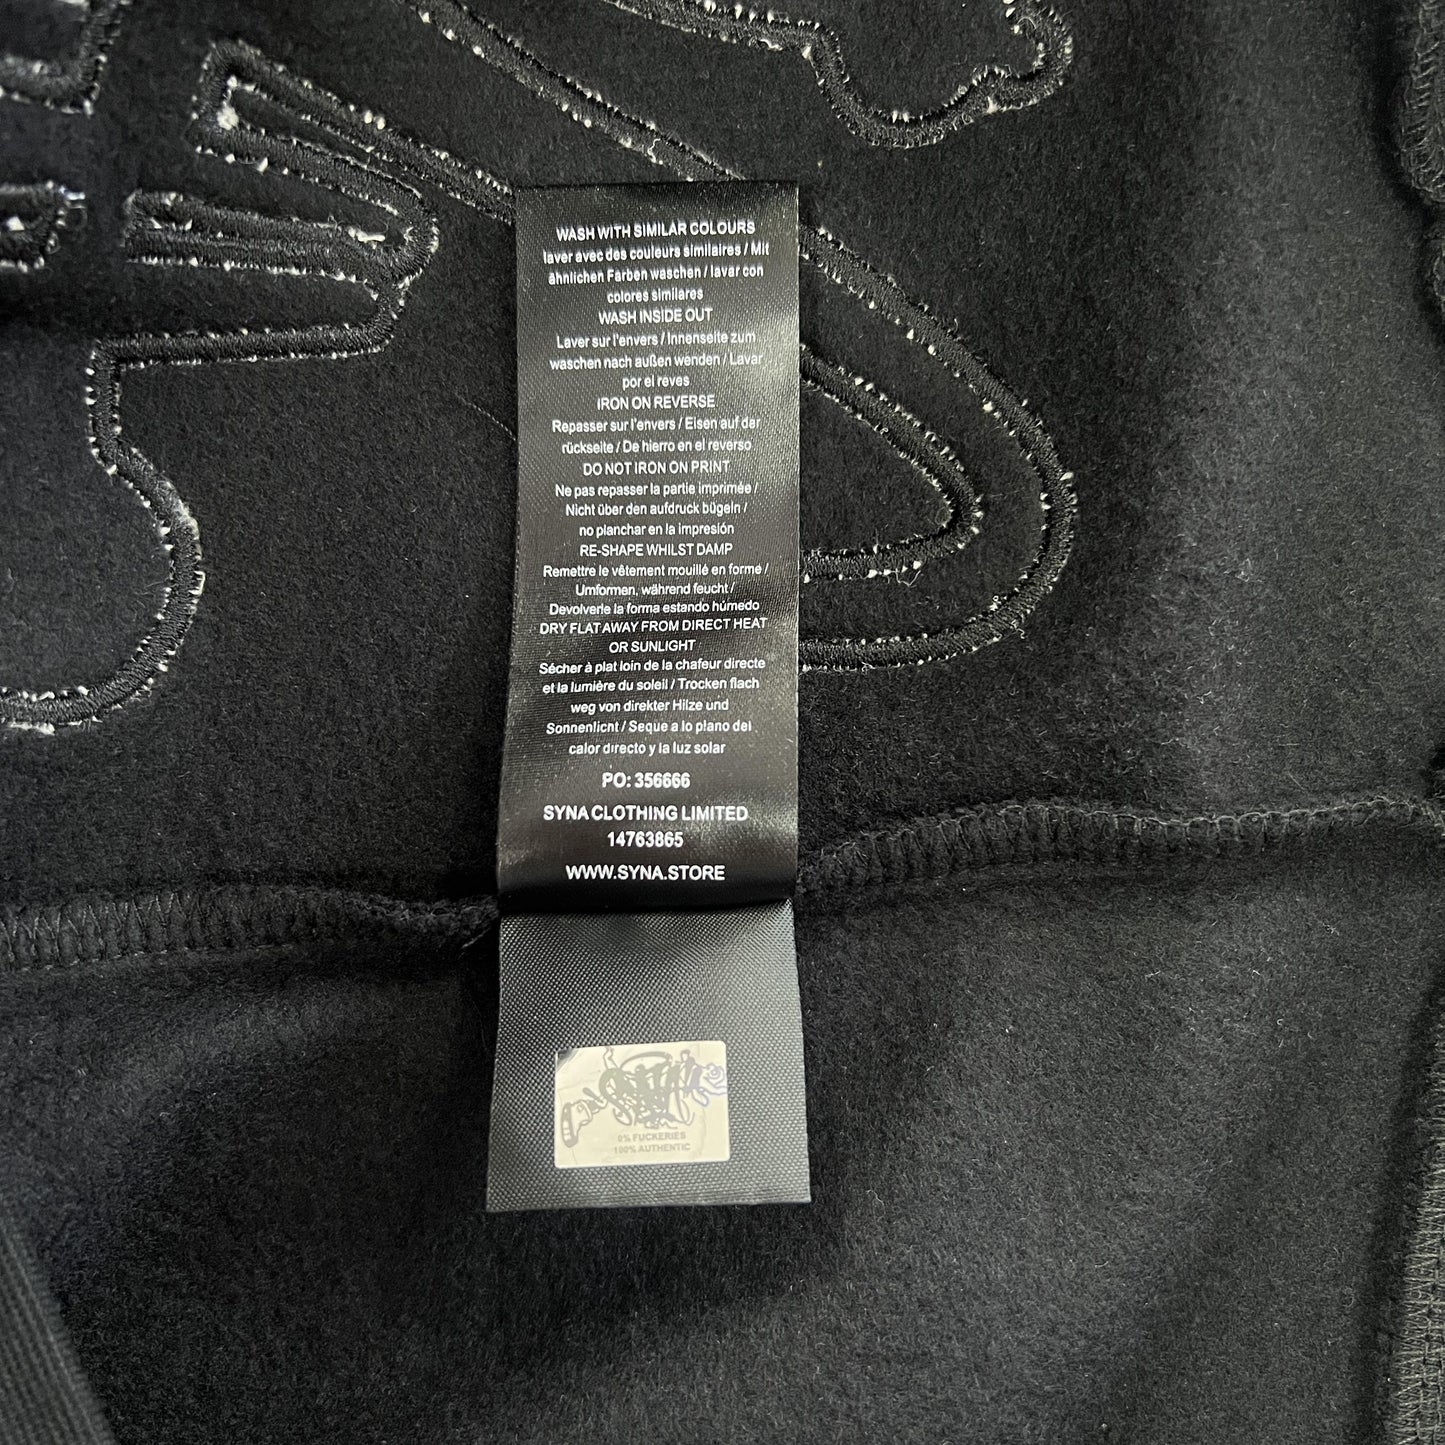 WASH WITH SIMILAR COLOURS
laver avec des couleurs similaires / Mit
ähnlichen Farben waschen / lavar con
colores similares
WASH INSIDE OUT
Laver sur l'envers / Innenseite zum
waschen nach außen wenden / Lavar
por el reves
IRON ON REVERSE
Repasser sur l'envers / Eisen auf der
rückseite / De hierro en el reverso
DO NOT IRON ON PRINT
Ne pas repasser la partie imprimée /
Nicht über den aufdruck bügeln /
no planchar en la impresión
RE-SHAPE WHILST DAMP
Remettre le vêtement mouillé en forme /
Umformen, während feucht /
Devolverle la forma estando húmedo
DRY FLAT AWAY FROM DIRECT HEAT
OR SUNLIGHT
Sécher à plat loin de la chafeur directe
et la lumière du soleil / Trocken flach
weg von direkter Hilze und
Sonnenlicht / Seque a lo plano del
calor directo y la luz solar
PO: 356666
SYNA CLOTHING LIMITED
14763865
WWW.SYNA.STORE
0% FUCKERIES
100% AUTHENTIC